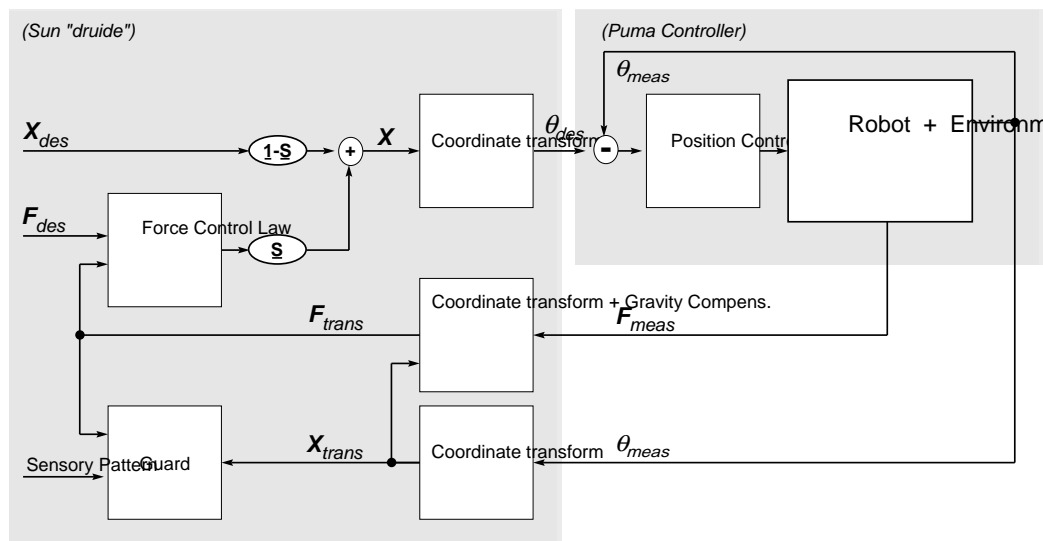 (Sun "druide")
(Puma Controller)
θmeas
Xdes
1-S
+
X
Coordinate transform
θdes
-
Position Contr
Robot + Environm
Fdes
Force Control Law
S
Coordinate transform + Gravity Compens.
Ftrans
Fmeas
Sensory Pattern
Guard
Xtrans
Coordinate transform
θmeas